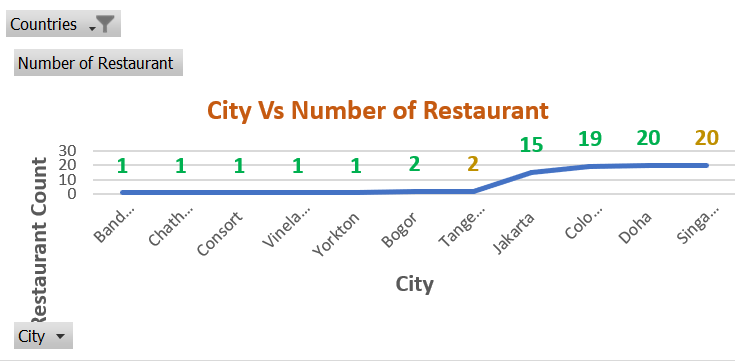 Countries
Number of Restaurant
City Vs Number of Restaurant
Restaurant Count
30
20
10
0
1 1 1 1 1 2 2 15 19 20 20
Band... Chath... Consort Vinela... Yorkton Bogor Tange... Jakarta Colo... Doha Singa...
City
City